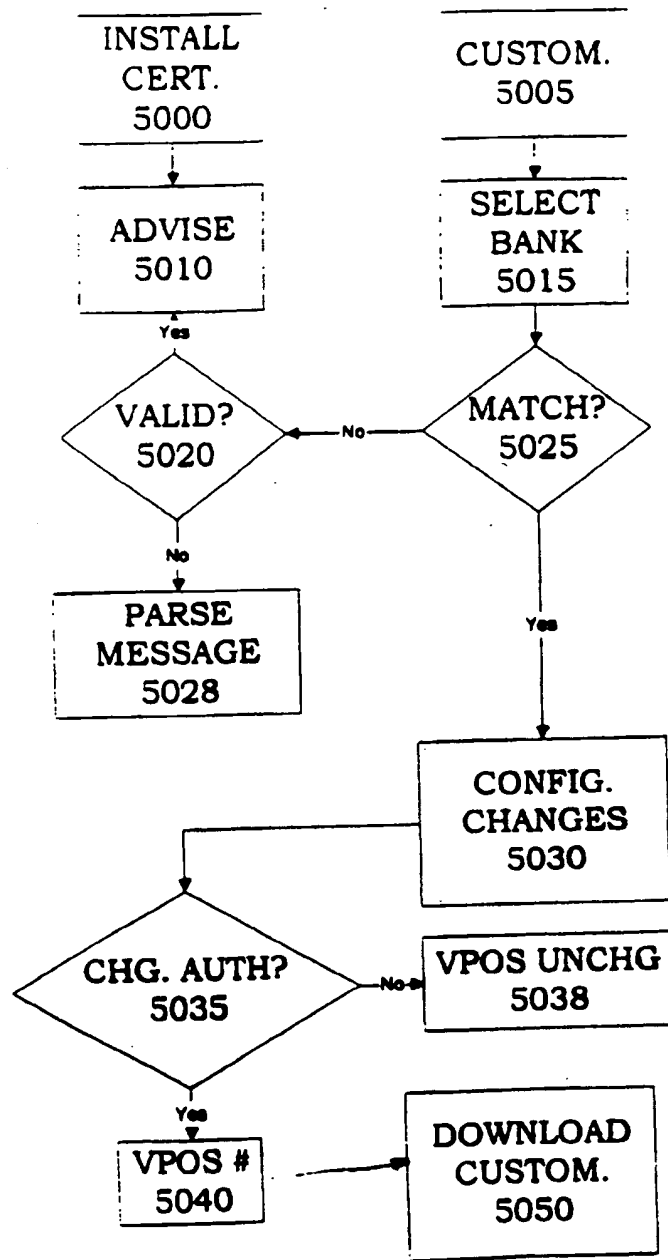 INSTALL
CERT.
5000
CUSTOM.
5005
ADVISE
5010
SELECT
BANK
5015
Yes
VALID?
5020
No
MATCH?
5025
No
PARSE
MESSAGE
5028
Yes
CONFIG.
CHANGES
5030
CHG. AUTH?
5035
No
VPOS UNCHG
5038
Yes
VPOS #
5040
DOWNLOAD
CUSTOM.
5050